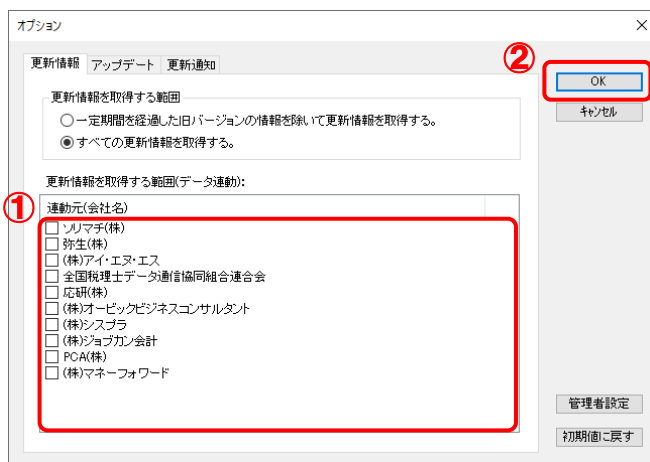 オプション
更新情報 アップデート 更新通知
②
OK
キャンセル
更新情報を取得する範囲
一定期間を経過した旧バージョンの情報を除いて更新情報を取得する。
すべての更新情報を取得する。
更新情報を取得する範囲(データ連動):
①
連動元(会社名)
ソリマチ(株)
弥生(株)
(株)アイ・エヌ・エス
全国税理士データ通信協同組合連合会
応研(株)
(株)オービックビジネスコンサルタント
(株)シスプラ
(株)ジョブカン会計
PCA(株)
(株)マネーフォワード
管理者設定
初期値に戻す